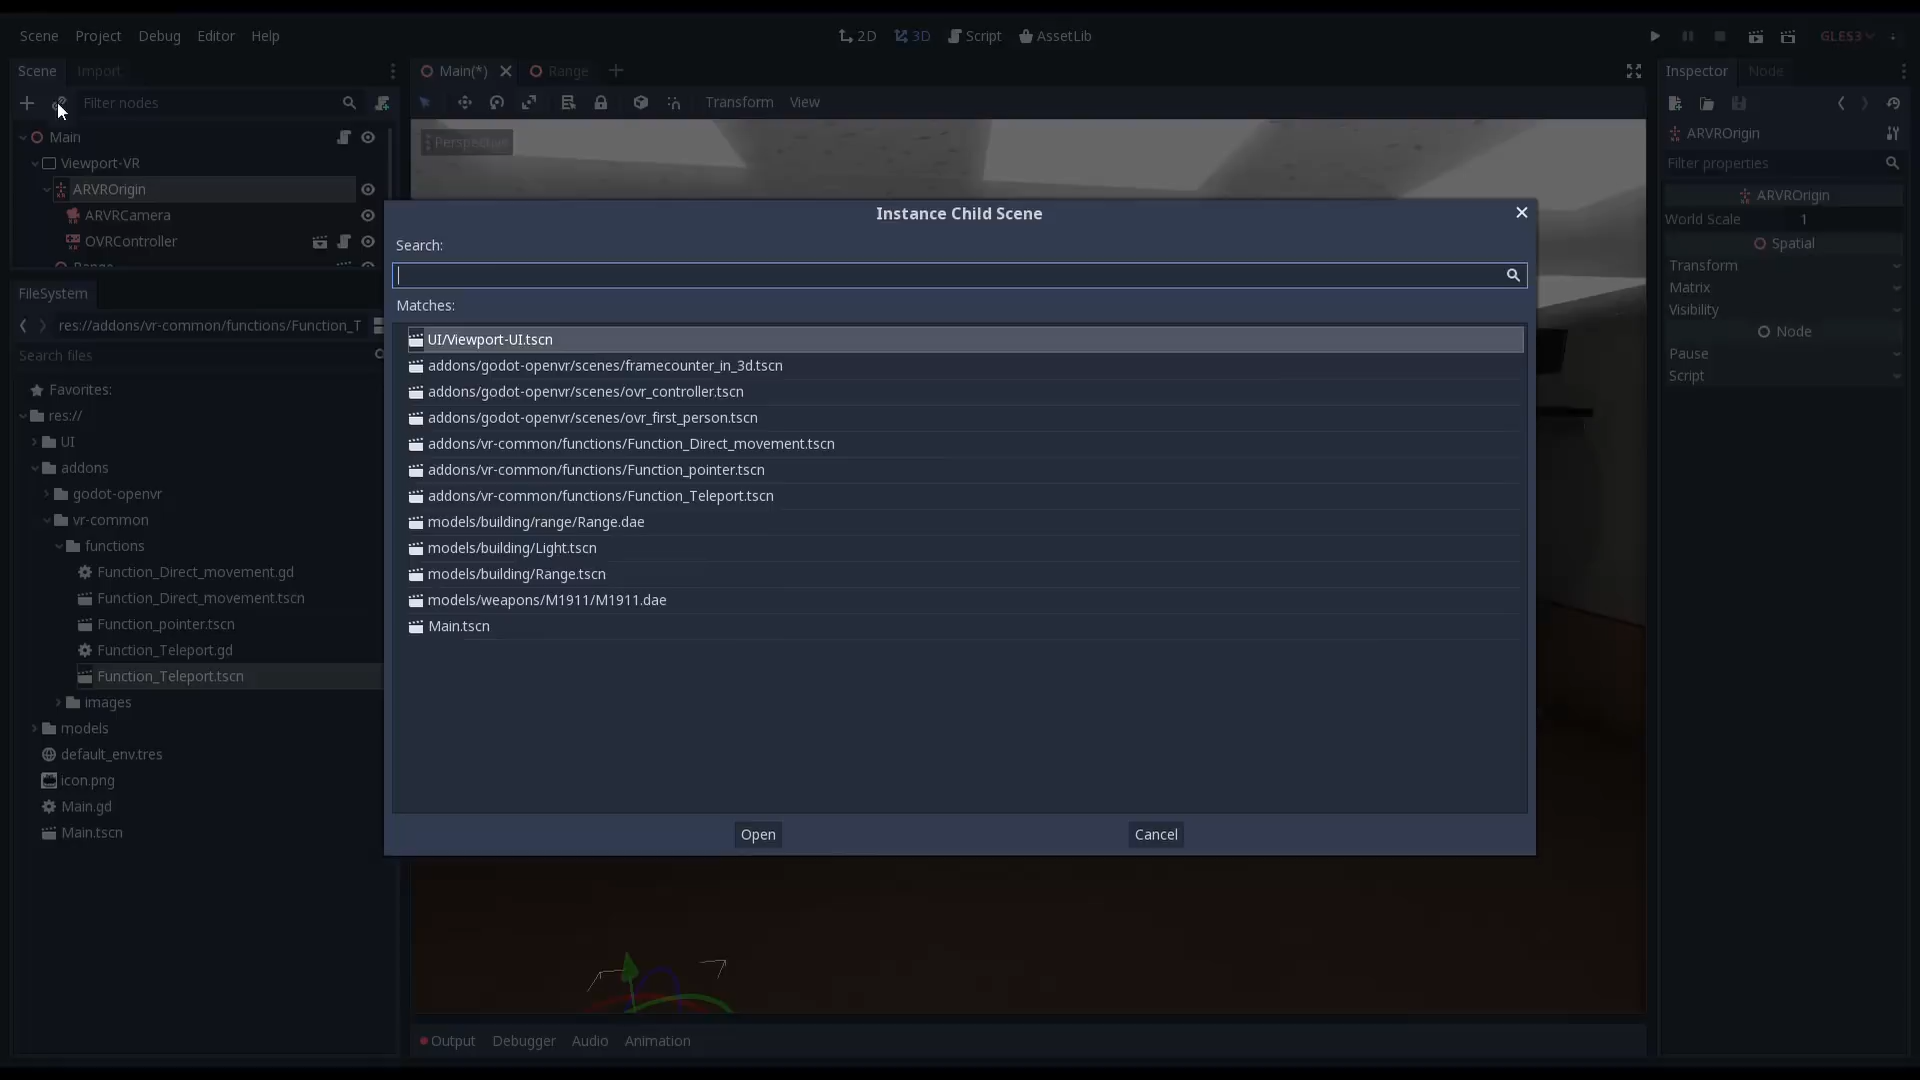 Scene Project Debug Editor Help 2D 3D Script AssetLib GLES3
Scene Import Main(*) Range Inspector Node
Filter nodes Transform View
Main ARVROrigin
Perspective
Viewport-VR Filter properties
ARVROrigin ARVROrigin
ARVRCamera World Scale 1
OVRController Spatial
Range
Transform
Matrix
Visibility
Node
Pause
Script
Instance Child Scene
Search:
Matches:
UI/Viewport-UI.tscn
addons/godot-openvr/scenes/framecounter_in_3d.tscn
addons/godot-openvr/scenes/ovr_controller.tscn
addons/godot-openvr/scenes/ovr_first_person.tscn
addons/vr-common/functions/Function_Direct_movement.tscn
addons/vr-common/functions/Function_pointer.tscn
addons/vr-common/functions/Function_Teleport.tscn
models/building/range/Range.dae
models/building/Light.tscn
models/building/Range.tscn
models/weapons/M1911/M1911.dae
Main.tscn
Open Cancel
FileSystem
res://addons/vr-common/functions/Function_T
Search files
Favorites:
res://
UI
addons
godot-openvr
vr-common
functions
Function_Direct_movement.gd
Function_Direct_movement.tscn
Function_pointer.tscn
Function_Teleport.gd
Function_Teleport.tscn
images
models
default_env.tres
icon.png
Main.gd
Main.tscn
Output Debugger Audio Animation